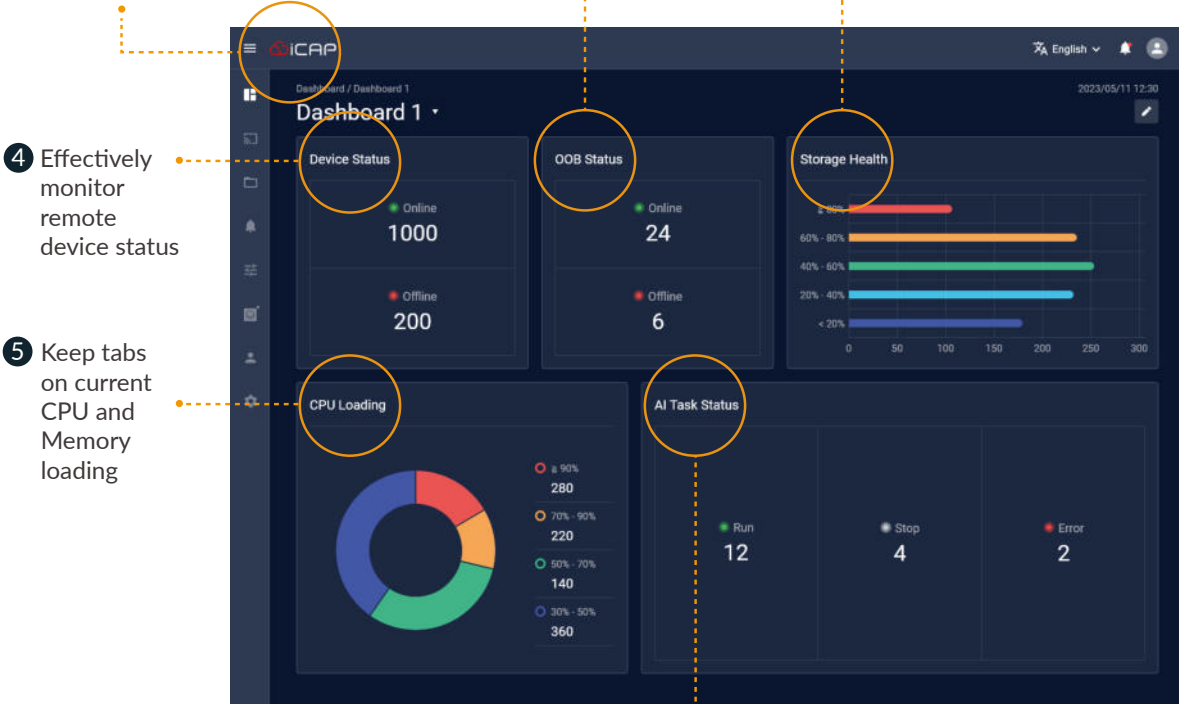 iCAP
English
Dashboard / Dashboard 1
2023/05/11 12:30
Dashboard 1
4 Effectively
monitor
remote
device status
5 Keep tabs
on current
CPU and
Memory
loading
Device Status
Online
1000
Offline
200
OOB Status
Online
24
Offline
6
Storage Health
≧ 80%
60% - 80%
40% - 60%
20% - 40%
< 20%
0 50 100 150 200 250 300
CPU Loading
≧ 90%
280
70% - 90%
220
50% - 70%
140
30% - 50%
360
AI Task Status
Run
12
Stop
4
Error
2